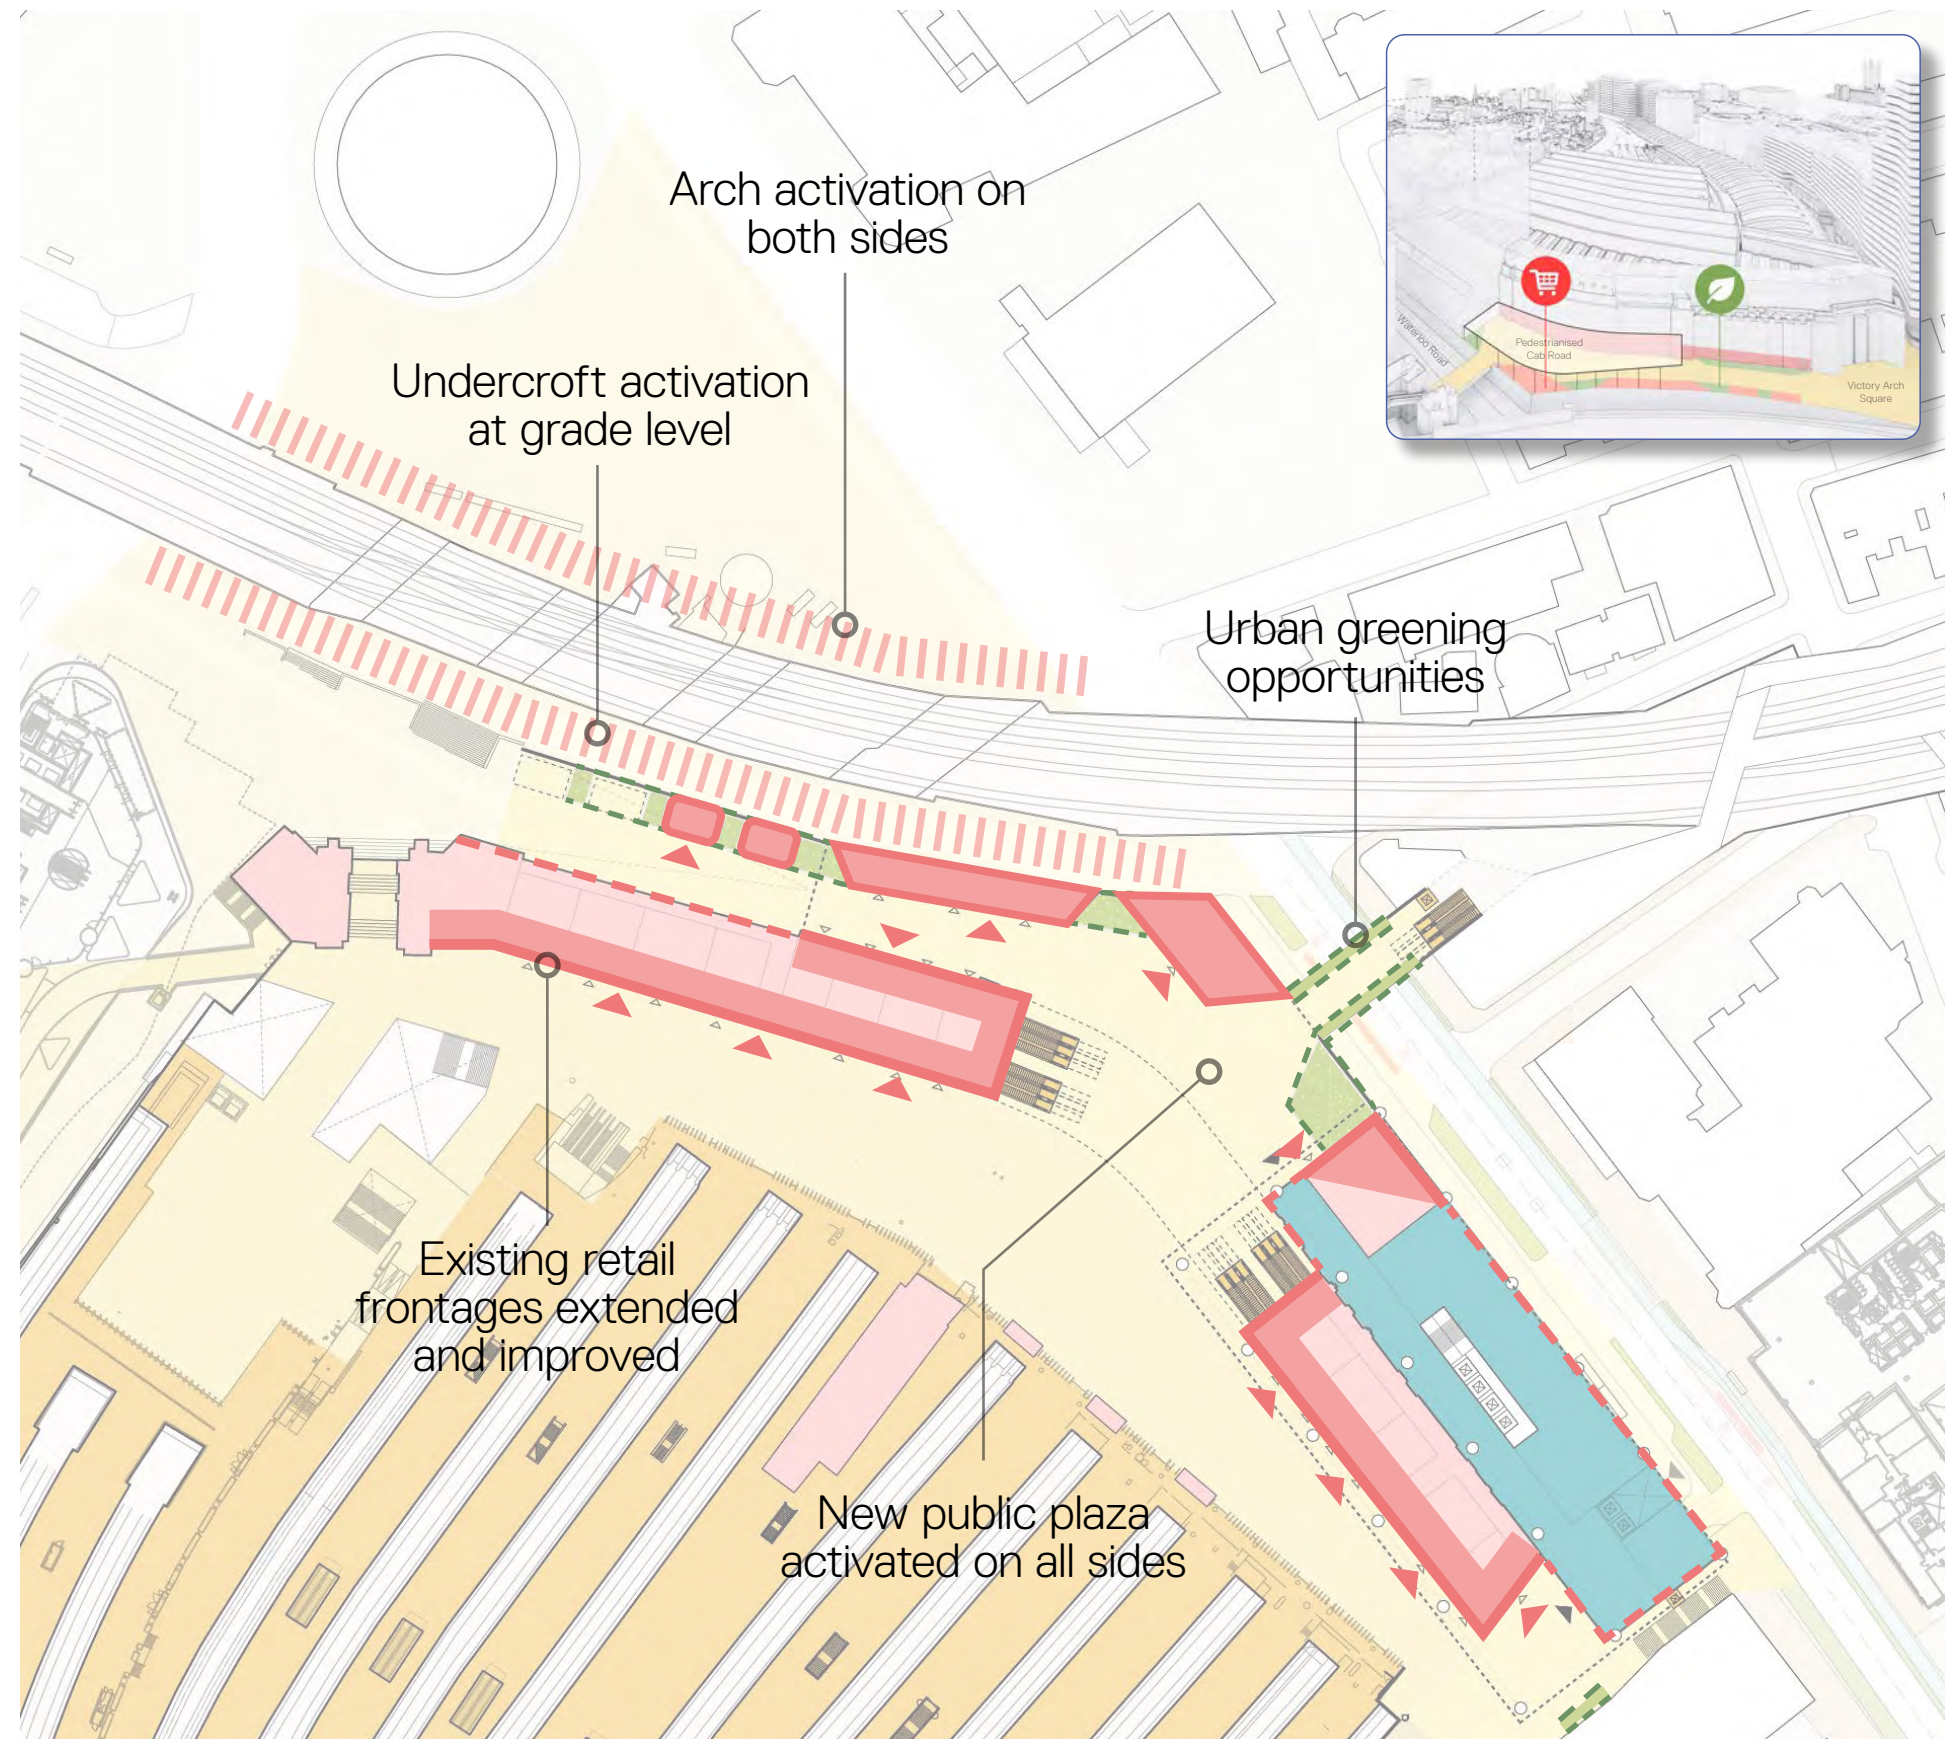 Arch activation on
both sides
Undercroft activation
at grade level
Waterloo Road
Pedestrianised
Cab Road
Victory Arch
Square
Urban greening
opportunities
Existing retail
frontages extended
and improved
New public plaza
activated on all sides